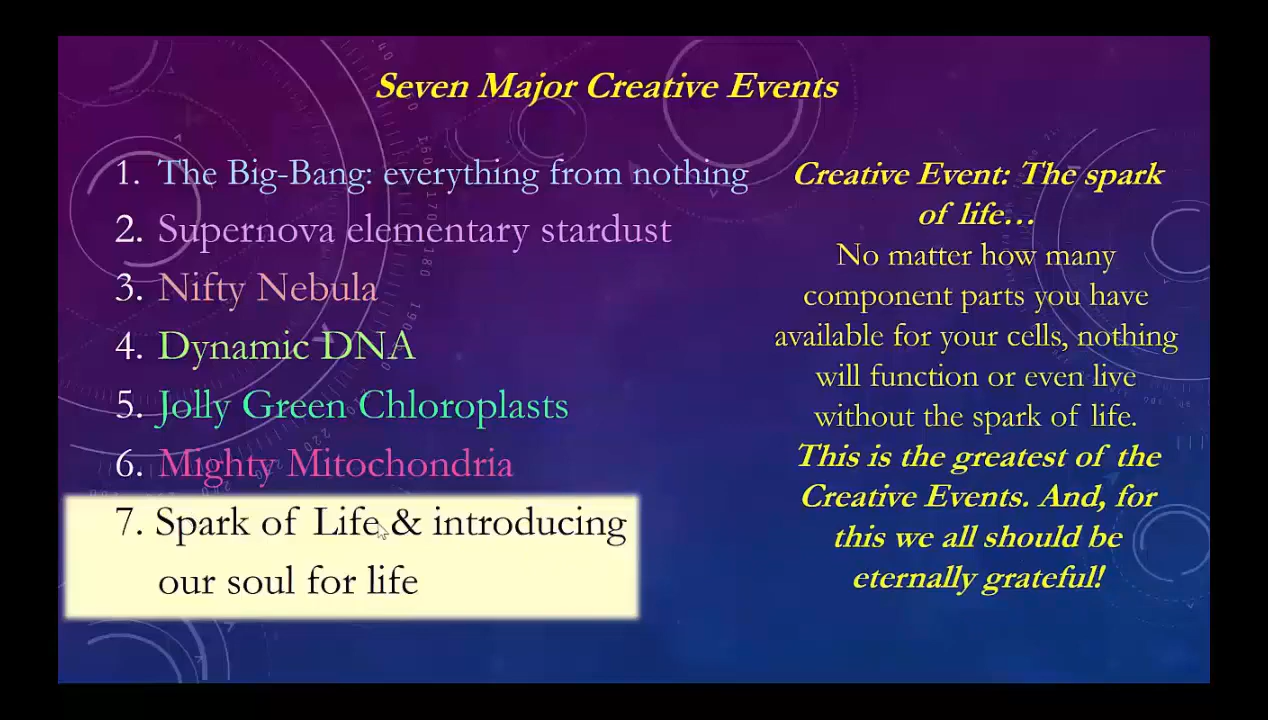 Seven Major Creative Events
1. The Big-Bang: everything from nothing
2. Supernova elementary stardust
3. Nifty Nebula
4. Dynamic DNA
5. Jolly Green Chloroplasts
6. Mighty Mitochondria
7. Spark of Life & introducing
our soul for life
Creative Event: The spark
of life…
No matter how many
component parts you have
available for your cells, nothing
will function or even live
without the spark of life.
This is the greatest of the
Creative Events. And, for
this we all should be
eternally grateful!